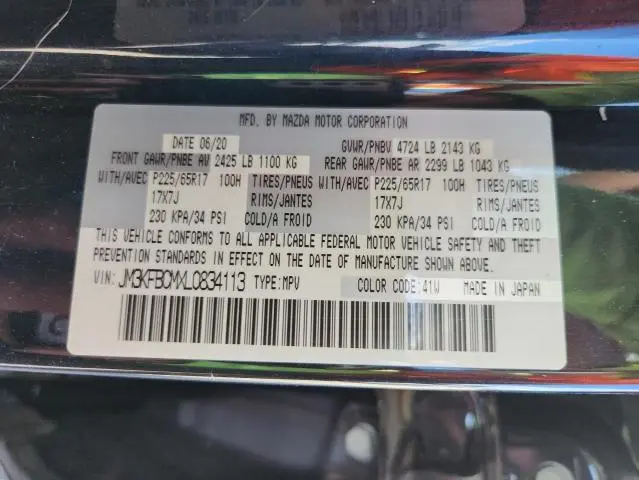 MFD. BY MAZDA MOTOR CORPORATION
DATE 06/20 GVWR/PNBV 4724 LB 2143 KG
FRONT GAWR/PNBE AV 2425 LB 1100 KG REAR GAWR/PNBE AR 2299 LB 1043 KG
WITH/AVEC P225/65R17 100H TIRES/PNEUS WITH/AVEC P225/65R17 100H TIRES/PNEUS
17X7J RIMS/JANTES 17X7J RIMS/JANTES
230 KPA/34 PSI COLD/A FROID 230 KPA/34 PSI COLD/A FROID
THIS VEHICLE CONFORMS TO ALL APPLICABLE FEDERAL MOTOR VEHICLE SAFETY AND THEFT
PREVENTION STANDARDS IN EFFECT ON THE DATE OF MANUFACTURE SHOWN ABOVE.
VIN: JM3KFBCMXL0834113 TYPE:MPV COLOR CODE:41W MADE IN JAPAN